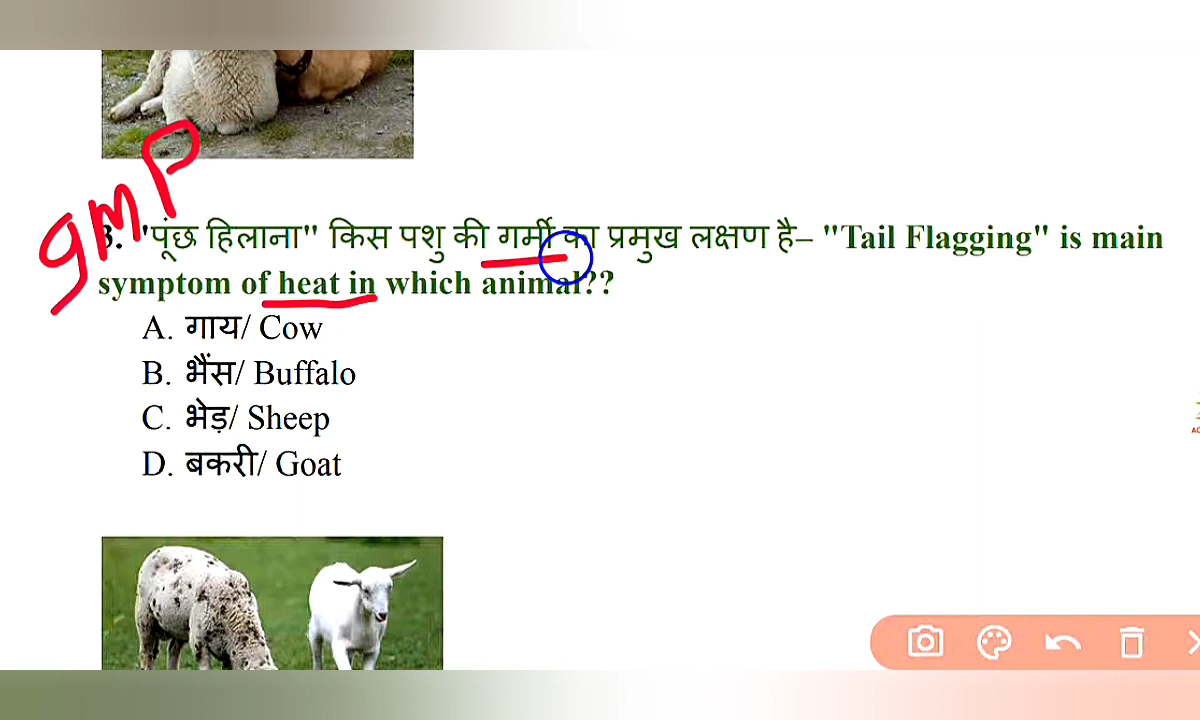 gmp
3. "पूंछ हिलाना" किस पशु की गर्मी का प्रमुख लक्षण है– "Tail Flagging" is main
symptom of heat in which animal??
A. गाय/ Cow
B. भैंस/ Buffalo
C. भेड़/ Sheep
D. बकरी/ Goat